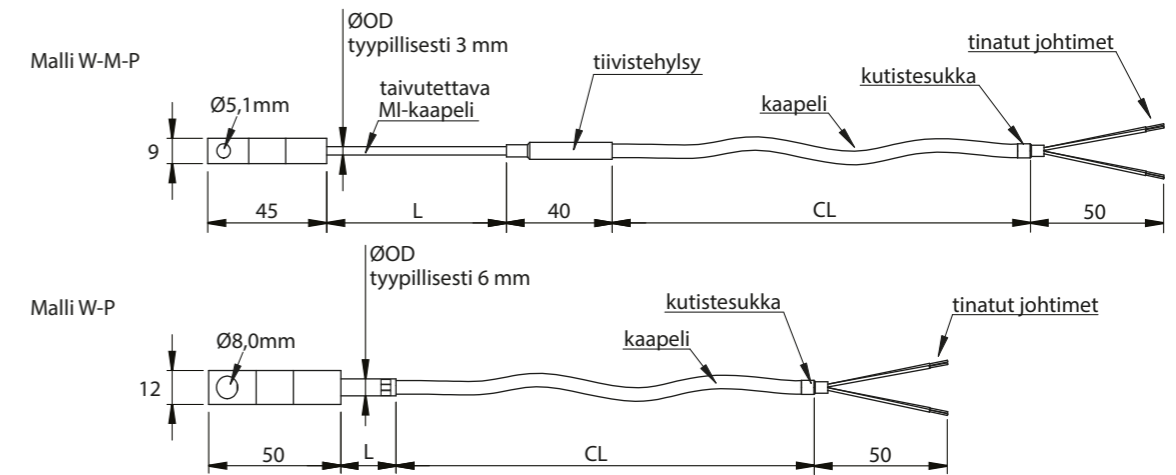 Malli W-M-P
ØOD
tyypillisesti 3 mm
tinatut johtimet
tiivistehylsy
kutistesukka
taivutettava
MI-kaapeli
kaapeli
Ø5,1mm
9
45
L
40
CL
50
Malli W-P
ØOD
tyypillisesti 6 mm
kutistesukka
tinatut johtimet
kaapeli
Ø8,0mm
12
50
L
CL
50